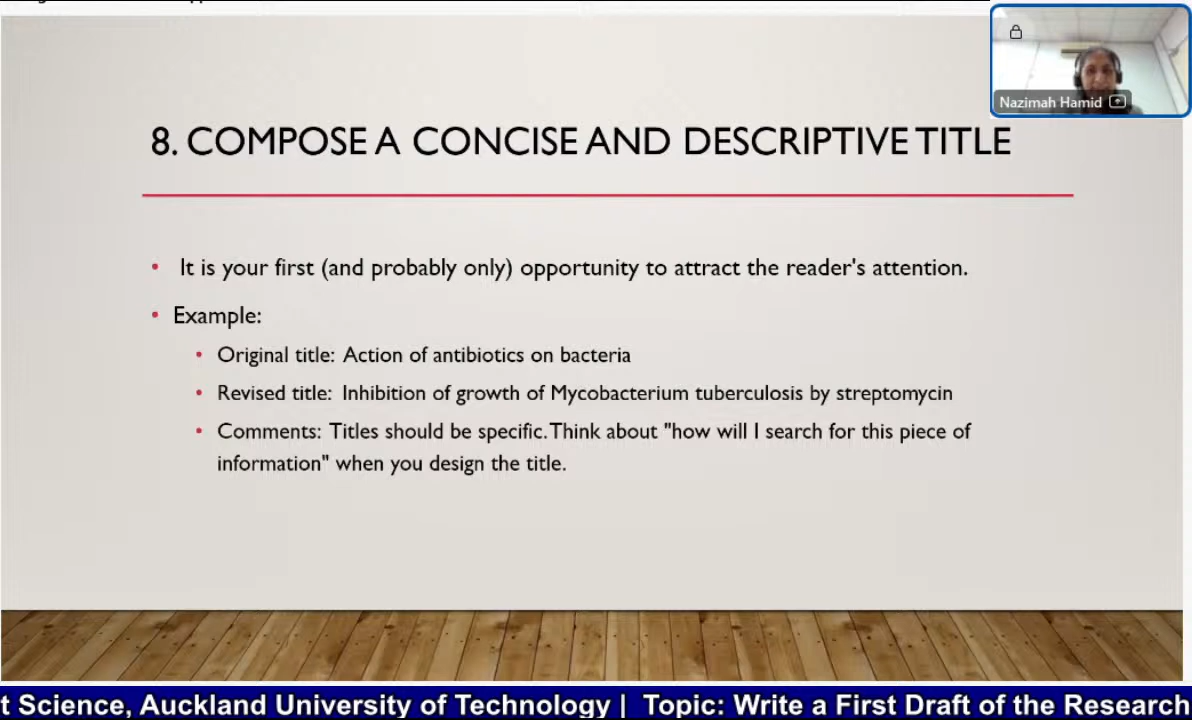 8. COMPOSE A CONCISE AND DESCRIPTIVE TITLE
Nazimah Hamid
• It is your first (and probably only) opportunity to attract the reader's attention.
• Example:
• Original title: Action of antibiotics on bacteria
• Revised title: Inhibition of growth of Mycobacterium tuberculosis by streptomycin
• Comments: Titles should be specific. Think about "how will I search for this piece of
information" when you design the title.
t Science, Auckland University of Technology | Topic: Write a First Draft of the Research